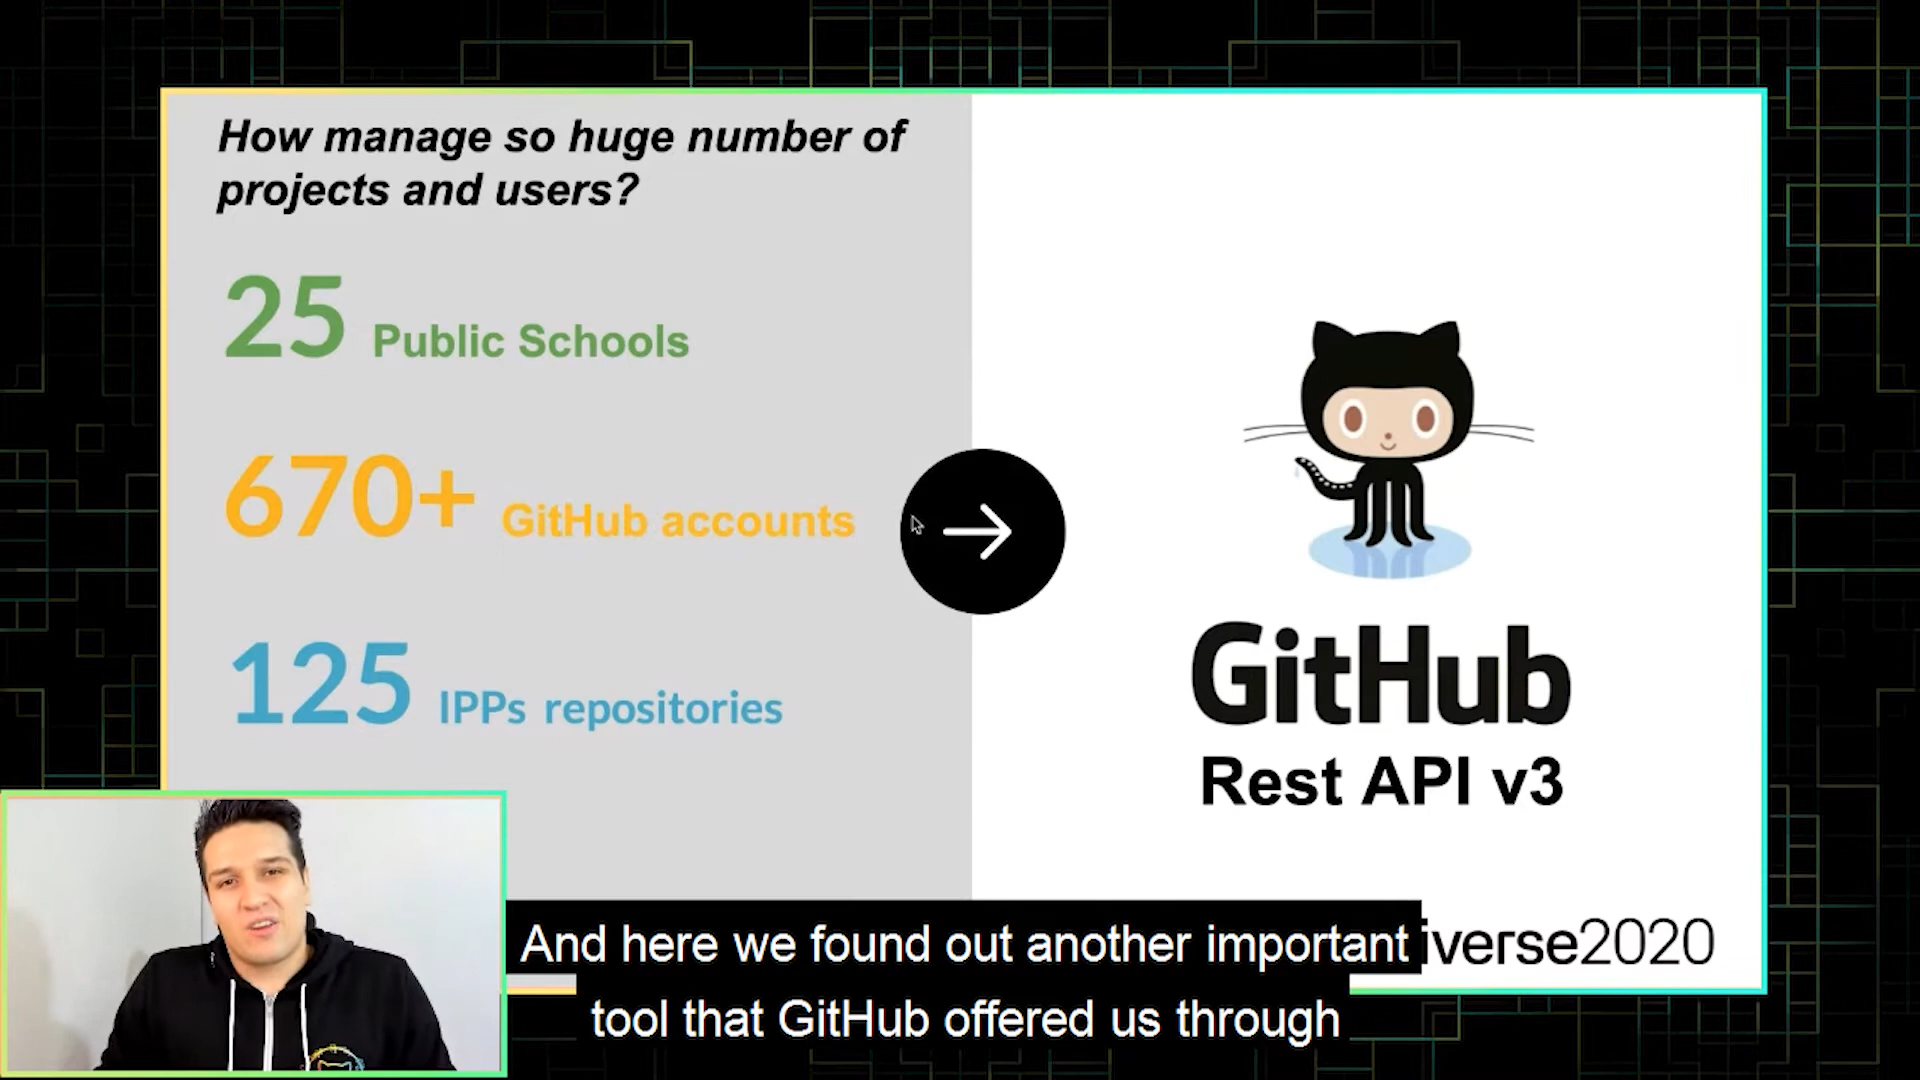 How manage so huge number of
projects and users?
25 Public Schools
670+ GitHub accounts
125 IPPs repositories
GitHub
Rest API v3
iverse2020
And here we found out another important
tool that GitHub offered us through